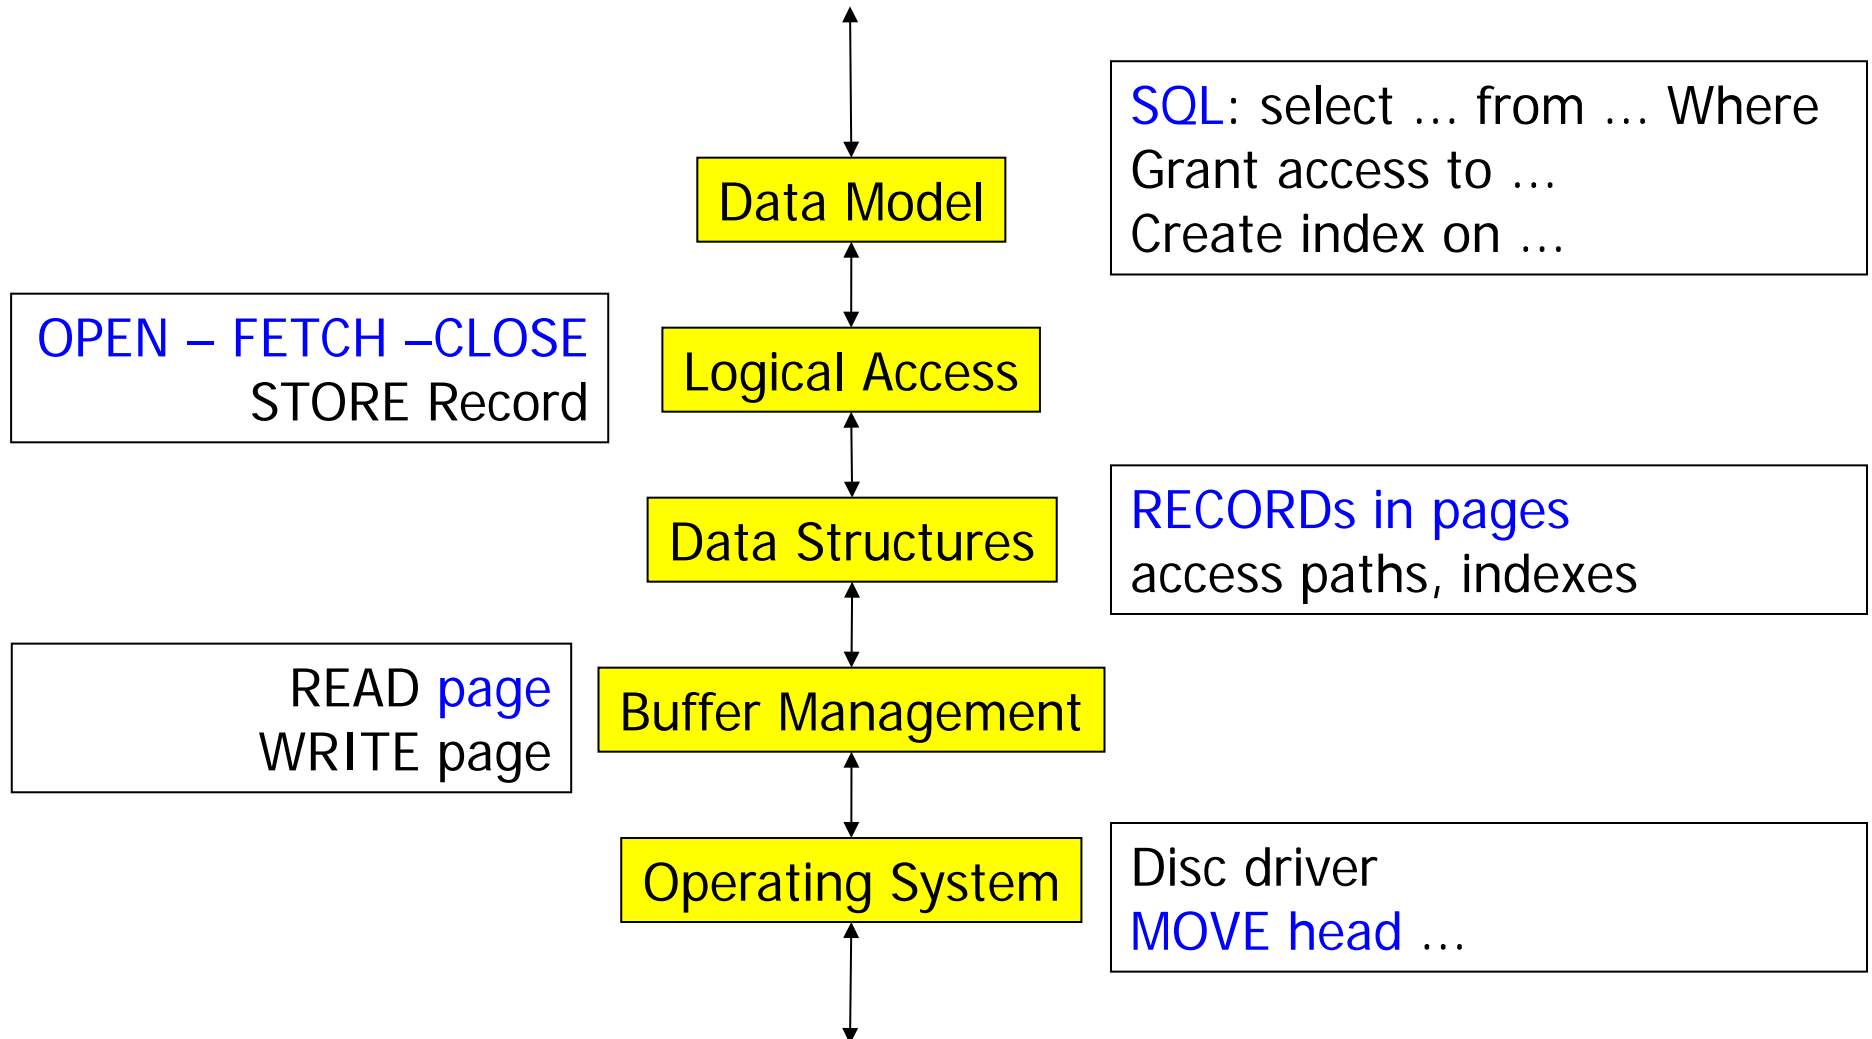 SQL: select … from … Where
Grant access to …
Create index on …
Data Model
OPEN – FETCH –CLOSE
STORE Record
Logical Access
RECORDs in pages
access paths, indexes
Data Structures
READ page
WRITE page
Buffer Management
Disc driver
MOVE head …
Operating System